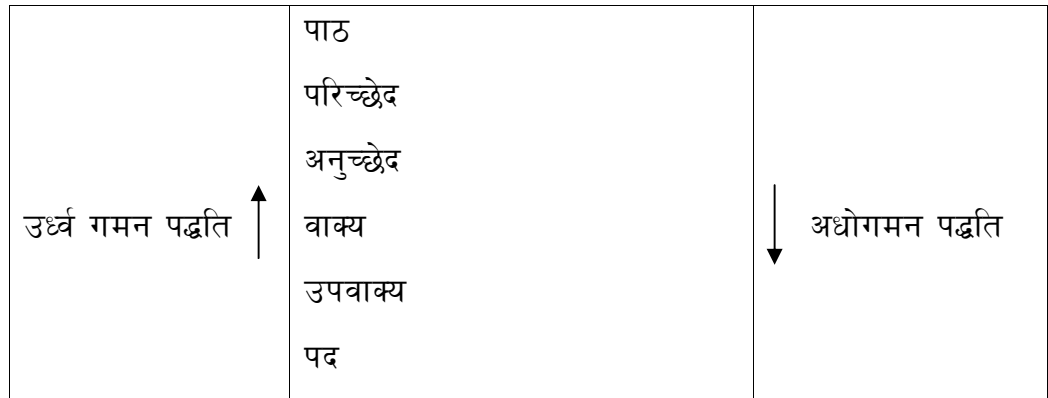 पाठ
परिच्छेद
अनुच्छेद
उर्ध्व गमन पद्धति ↑ वाक्य ↓ अधोगमन पद्धति
उपवाक्य
पद